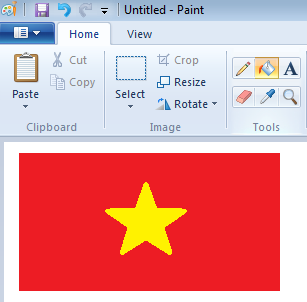 Untitled - Paint
Home View
Cut
Copy
Paste
Clipboard
Crop
Resize
Rotate
Select
Image
A
Tools